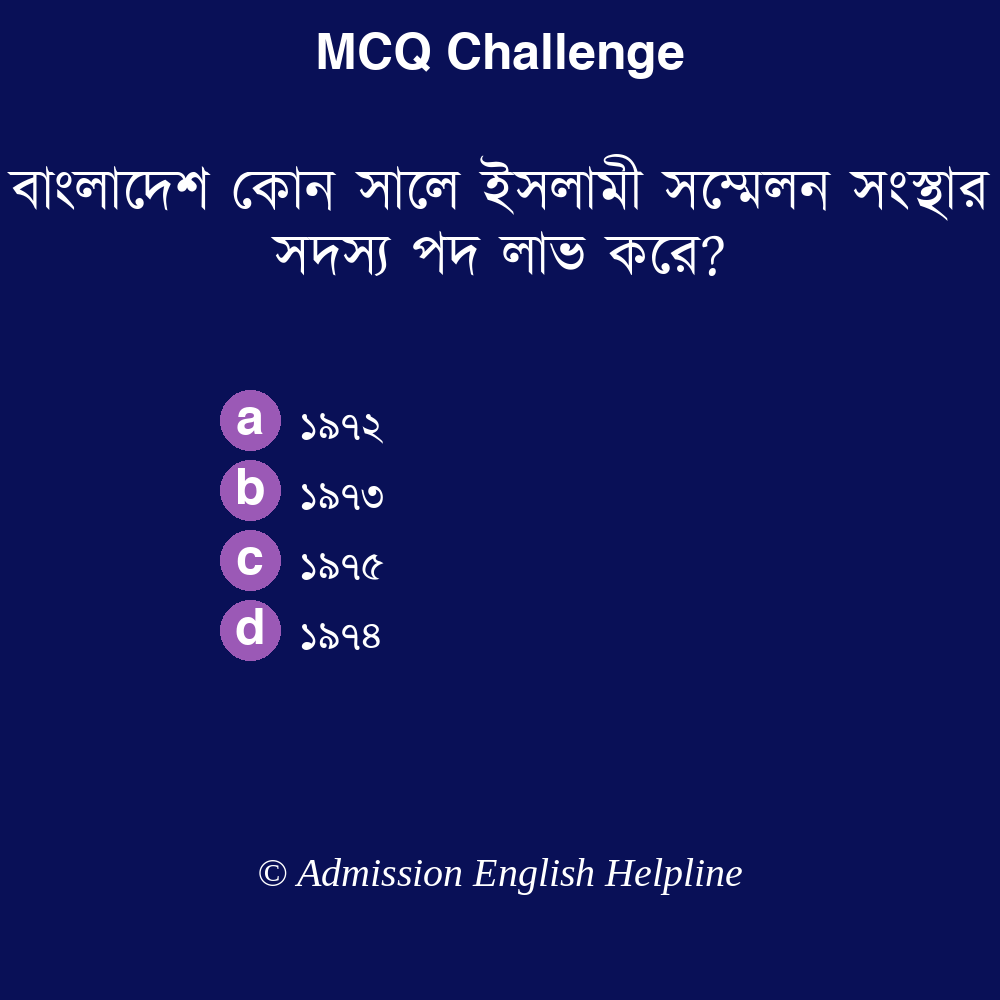 MCQ Challenge
বাংলাদেশ কোন সালে ইসলামী সম্মেলন সংস্থার
সদস্য পদ লাভ করে?
a ১৯৭২
b ১৯৭৩
c ১৯৭৫
d ১৯৭৪
© Admission English Helpline